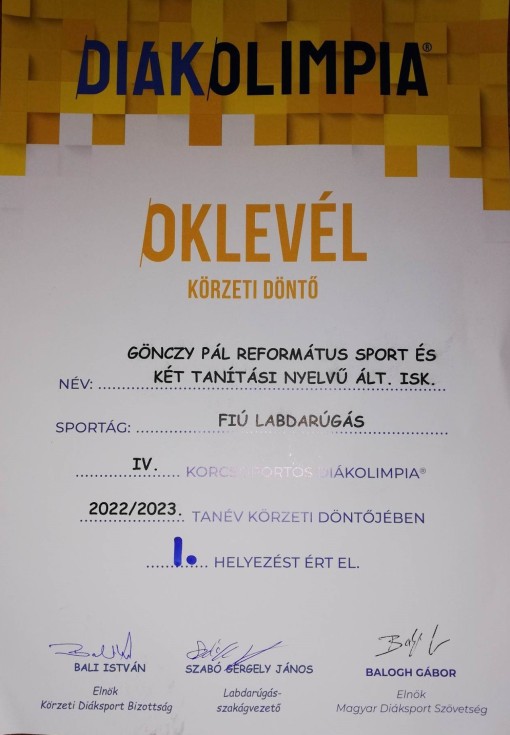 DIÁKOLIMPIA®
OKLEVÉL
KÖRZETI DÖNTŐ
GÖNCZY PÁL REFORMÁTUS SPORT ÉS
NÉV: KÉT TANÍTÁSI NYELVŰ ÁLT. ISK.
SPORTÁG: FIÚ LABDARÚGÁS
IV. KORCSOPORTOS DIÁKOLIMPIA®
2022/2023. TANÉV KÖRZETI DÖNTŐJÉBEN
I. HELYEZÉST ÉRT EL.
BALI ISTVÁN SZABÓ GERGELY JÁNOS BALOGH GÁBOR
Elnök Labdarúgás- Elnök
Körzeti Diáksport Bizottság szakágvezető Magyar Diáksport Szövetség